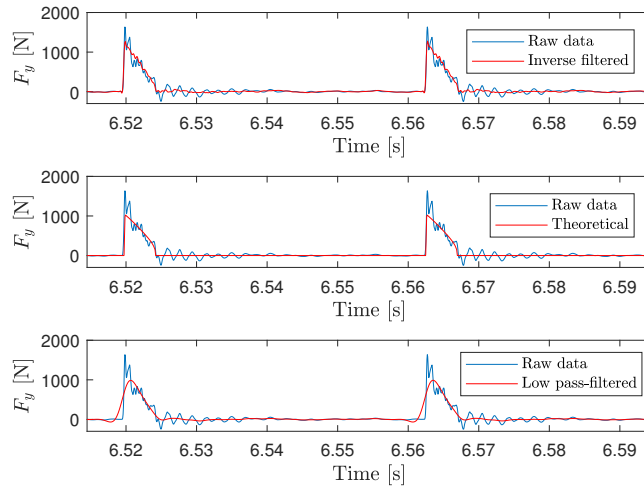 2000
1000
0
F_y [N]
Raw data
Inverse filtered
6.52 6.53 6.54 6.55 6.56 6.57 6.58 6.59
Time [s]
2000
1000
0
F_y [N]
Raw data
Theoretical
6.52 6.53 6.54 6.55 6.56 6.57 6.58 6.59
Time [s]
2000
1000
0
F_y [N]
Raw data
Low pass-filtered
6.52 6.53 6.54 6.55 6.56 6.57 6.58 6.59
Time [s]